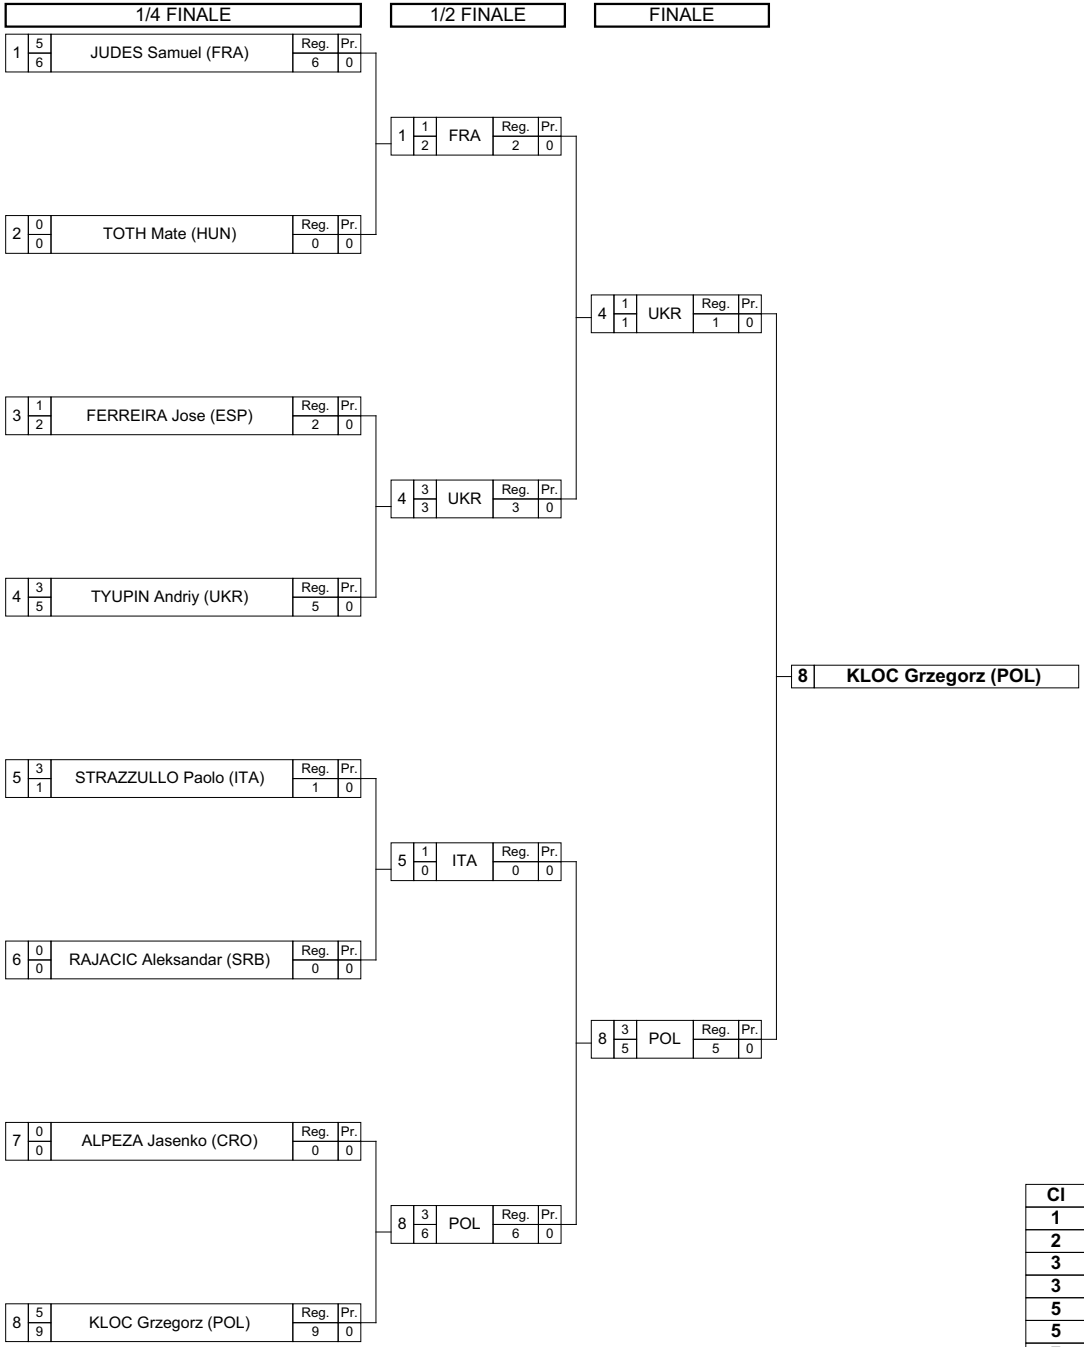 1/4 FINALE 1/2 FINALE FINALE
1 5 6 JUDES Samuel (FRA) Reg. 6 Pr. 0
1 1 2 FRA Reg. 2 Pr. 0
2 0 0 TOTH Mate (HUN) Reg. 0 Pr. 0
4 1 1 UKR Reg. 1 Pr. 0
3 1 2 FERREIRA Jose (ESP) Reg. 2 Pr. 0
4 3 3 UKR Reg. 3 Pr. 0
4 3 5 TYUPIN Andriy (UKR) Reg. 5 Pr. 0
8 KLOC Grzegorz (POL)
5 3 1 STRAZZULLO Paolo (ITA) Reg. 1 Pr. 0
5 1 0 ITA Reg. 0 Pr. 0
6 0 0 RAJACIC Aleksandar (SRB) Reg. 0 Pr. 0
8 3 5 POL Reg. 5 Pr. 0
7 0 0 ALPEZA Jasenko (CRO) Reg. 0 Pr. 0
8 3 6 POL Reg. 6 Pr. 0
8 5 9 KLOC Grzegorz (POL) Reg. 9 Pr. 0
Cl
1
2
3
3
5
5